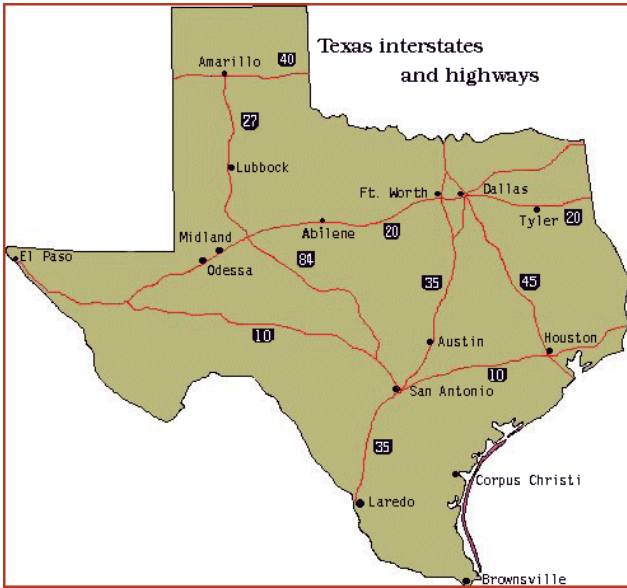 Texas interstates
and highways
Amarillo
40
27
Lubbock
Ft. Worth
Dallas
Tyler
20
Abilene
20
Midland
Odessa
El Paso
84
35
45
10
Austin
Houston
10
San Antonio
35
Corpus Christi
Laredo
Brownsville